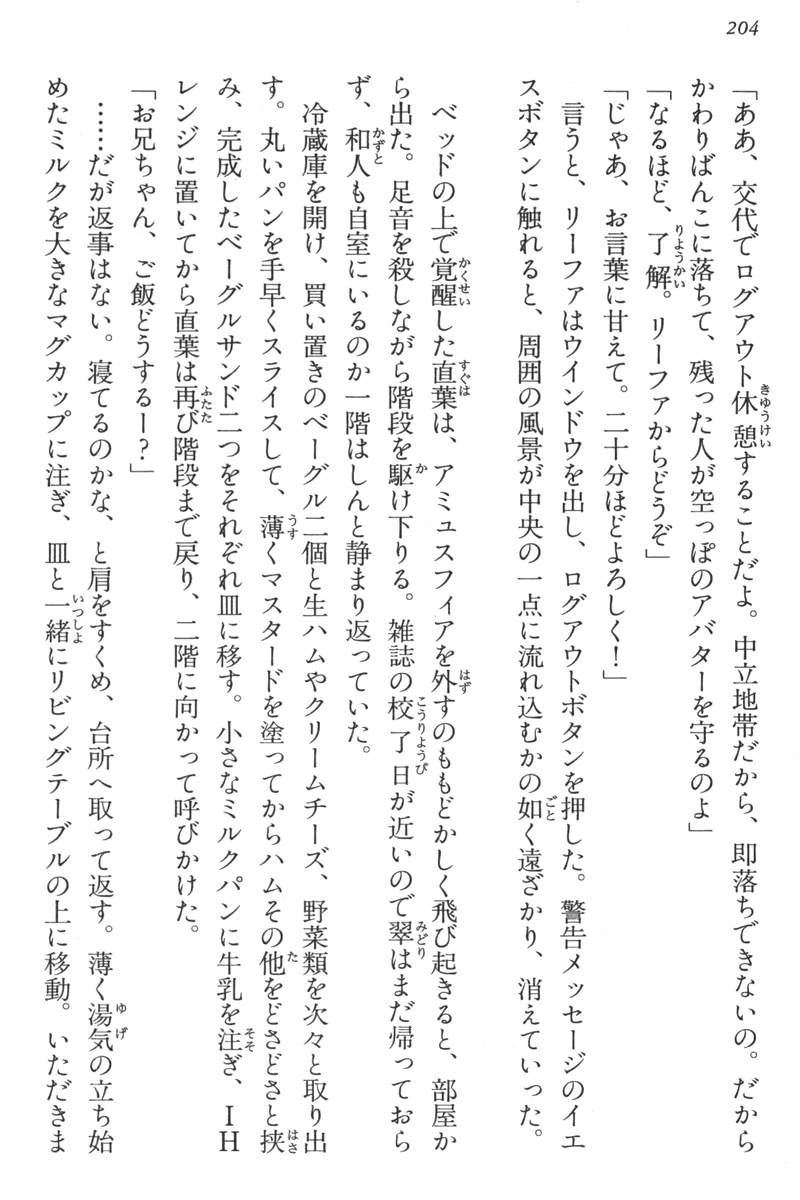 204
「ああ、交代でログアウト休憩することだよ。中立地帯だから、即落ちできないの。だから
かわりばんこに落ちて、残った人が空っぽのアバターを守るのよ」
「なるほど、了解。リーファからどうぞ」
「じゃあ、お言葉に甘えて。二十分ほどよろしく!」
言うと、リーファはウインドウを出し、ログアウトボタンを押した。警告メッセージのイエ
スボタンに触れると、周囲の風景が中央の一点に流れ込むかの如く遠ざかり、消えていった。
ベッドの上で覚醒した直葉は、アミュスフィアを外すのももどかしく飛び起きると、部屋か
ら出た。足音を殺しながら階段を駆け下りる。雑誌の校了日が近いので翠はまだ帰っておら
ず、和人も自室にいるのか一階はしんと静まり返っていた。
冷蔵庫を開け、買い置きのベーグル二個と生ハムやクリームチーズ、野菜類を次々と取り出
す。丸いパンを手早くスライスして、薄くマスタードを塗ってからハムその他をどさどさと挟
み、完成したベーグルサンド二つをそれぞれ皿に移す。小さなミルクパンに牛乳を注ぎ、IH
レンジに置いてから直葉は再び階段まで戻り、二階に向かって呼びかけた。
「お兄ちゃん、ご飯どうするー?」
……だが返事はない。寝てるのかな、と肩をすくめ、台所へ取って返す。薄く湯気の立ち始
めたミルクを大きなマグカップに注ぎ、皿と一緒にリビングテーブルの上に移動。いただきま